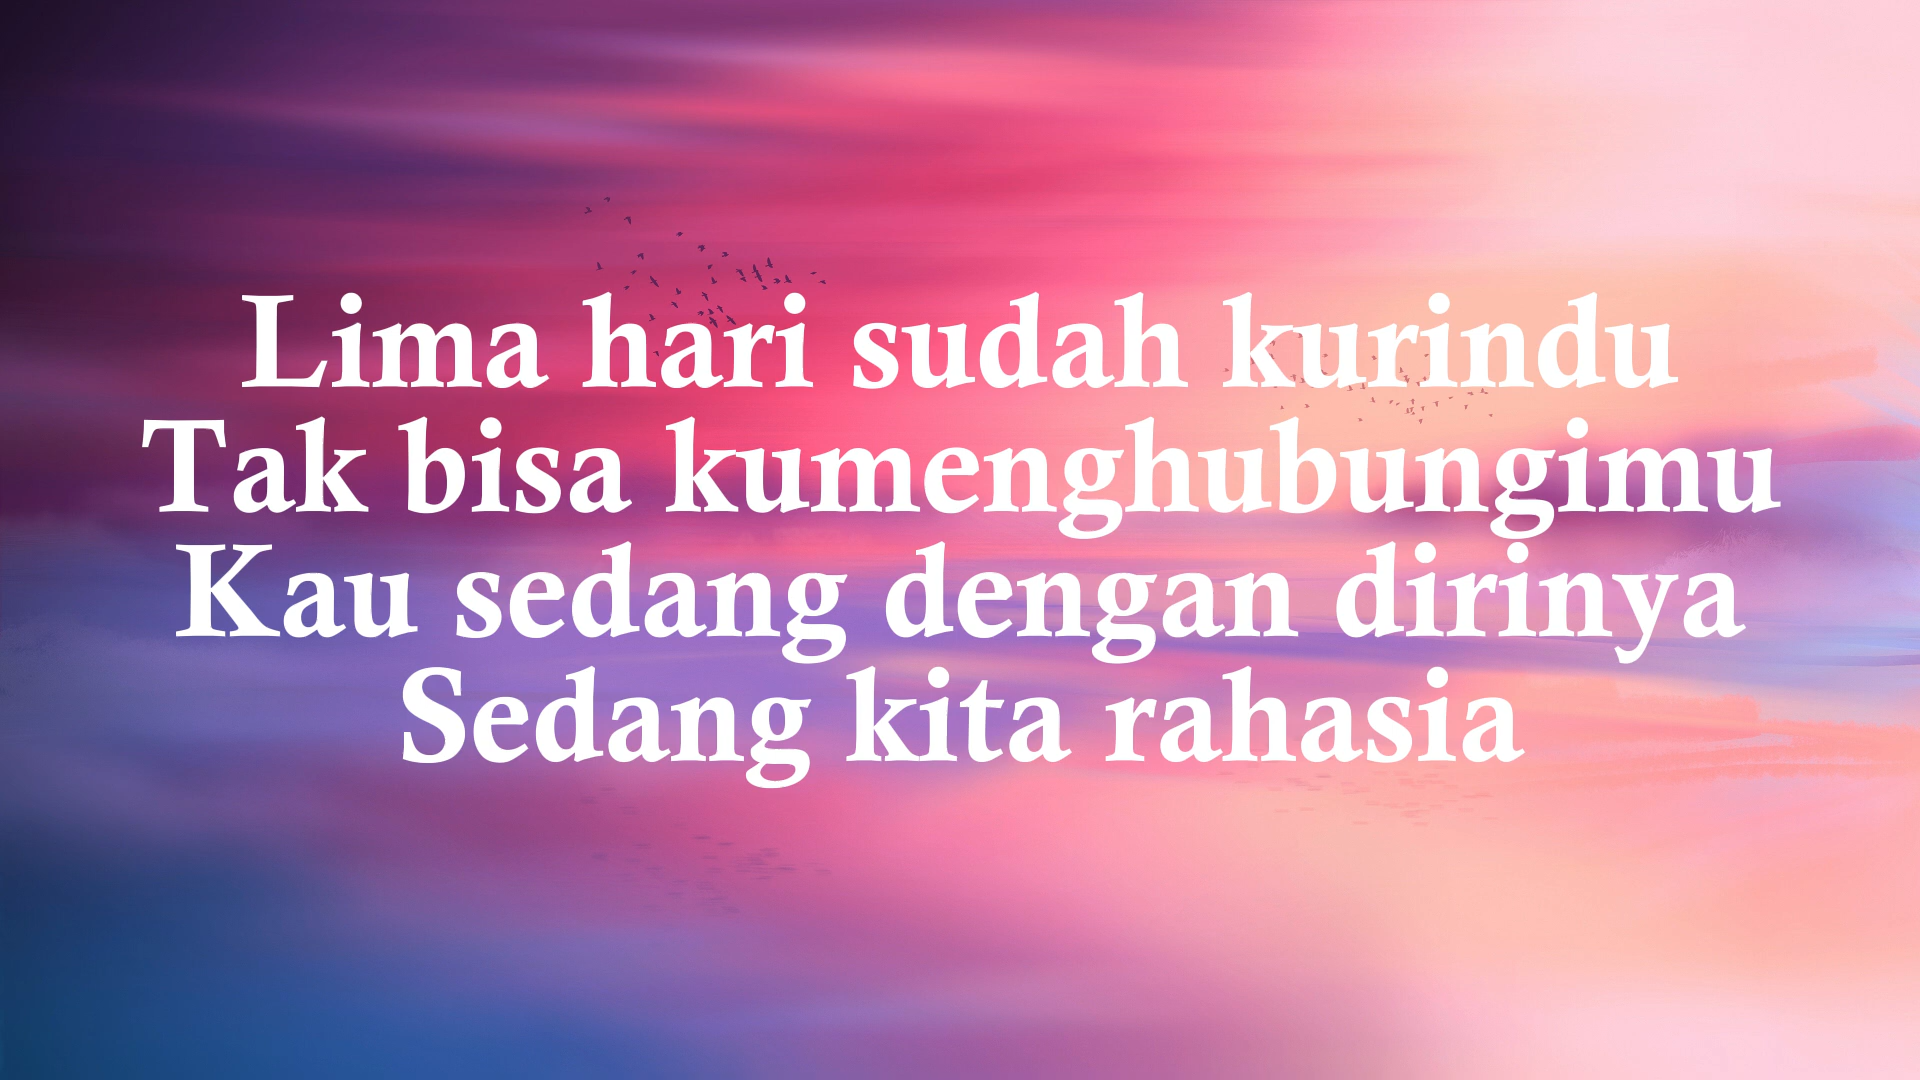 Lima hari sudah kurindu
Tak bisa kumenghubungimu
Kau sedang dengan dirinya
Sedang kita rahasia